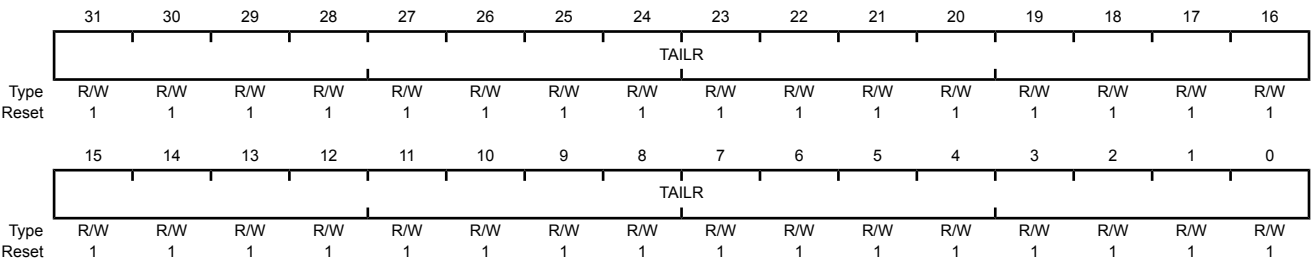 31 30 29 28 27 26 25 24 23 22 21 20 19 18 17 16
TAILR
Type R/W R/W R/W R/W R/W R/W R/W R/W R/W R/W R/W R/W R/W R/W R/W R/W
Reset 1 1 1 1 1 1 1 1 1 1 1 1 1 1 1 1
15 14 13 12 11 10 9 8 7 6 5 4 3 2 1 0
TAILR
Type R/W R/W R/W R/W R/W R/W R/W R/W R/W R/W R/W R/W R/W R/W R/W R/W
Reset 1 1 1 1 1 1 1 1 1 1 1 1 1 1 1 1